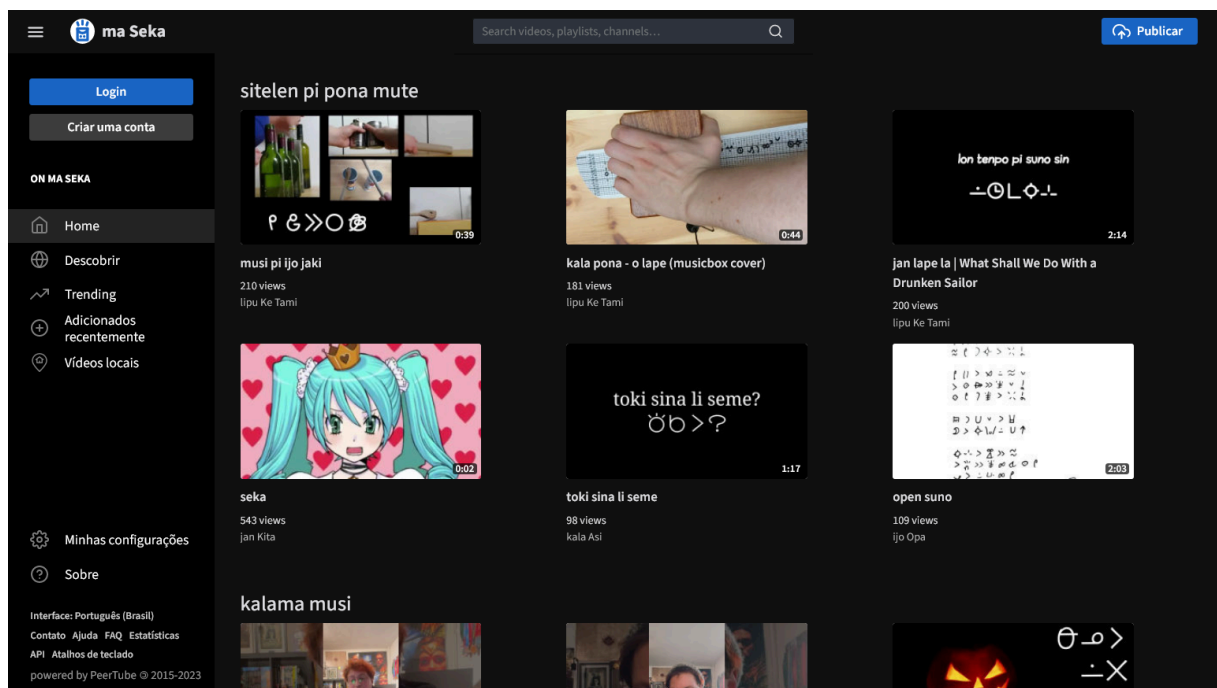 ma Seka
Search videos, playlists, channels...
Publicar
Login
Criar uma conta
ON MA SEKA
Home
Descobrir
Trending
Adicionados
recentemente
Vídeos locais
Minhas configurações
Sobre
Interface: Português (Brasil)
Contato Ajuda FAQ Estatísticas
API Atalhos de teclado
powered by PeerTube © 2015-2023
sitelen pi pona mute
0:39
musi pi ijo jaki
210 views
lipu Ke Tami
0:44
kala pona - o lape (musicbox cover)
181 views
lipu Ke Tami
lon tenpo pi suno sin
2:14
jan lape la | What Shall We Do With a
Drunken Sailor
200 views
lipu Ke Tami
0:02
seka
543 views
jan Kita
toki sina li seme?
1:17
toki sina li seme
98 views
kala Asi
2:03
open suno
109 views
ijo Opa
kalama musi